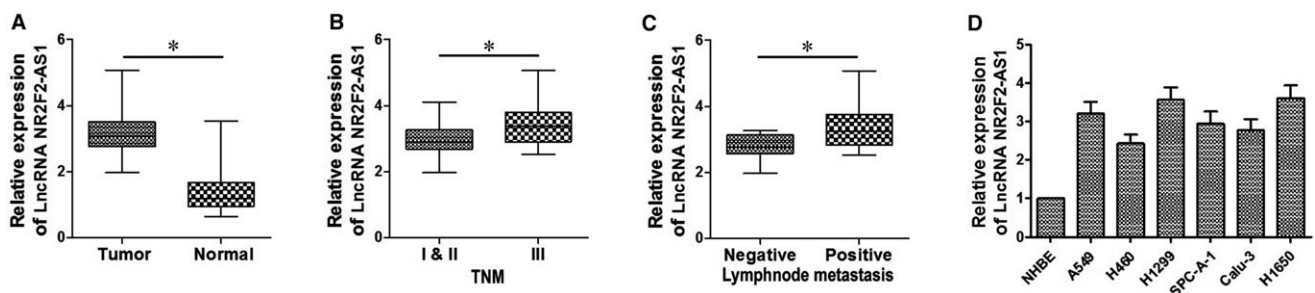 A
Relative expression
of LncRNA NR2F2-AS1
6
4
2
0
*
Tumor Normal
B
Relative expression
of LncRNA NR2F2-AS1
6
4
2
0
*
I & II III
TNM
C
Relative expression
of LncRNA NR2F2-AS1
6
4
2
0
*
Negative Positive
Lymphnode metastasis
D
Relative expression
of LncRNA NR2F2-AS1
5
4
3
2
1
0
NHBE
A549
H460
H1299
SPC-A-1
Calu-3
H1650